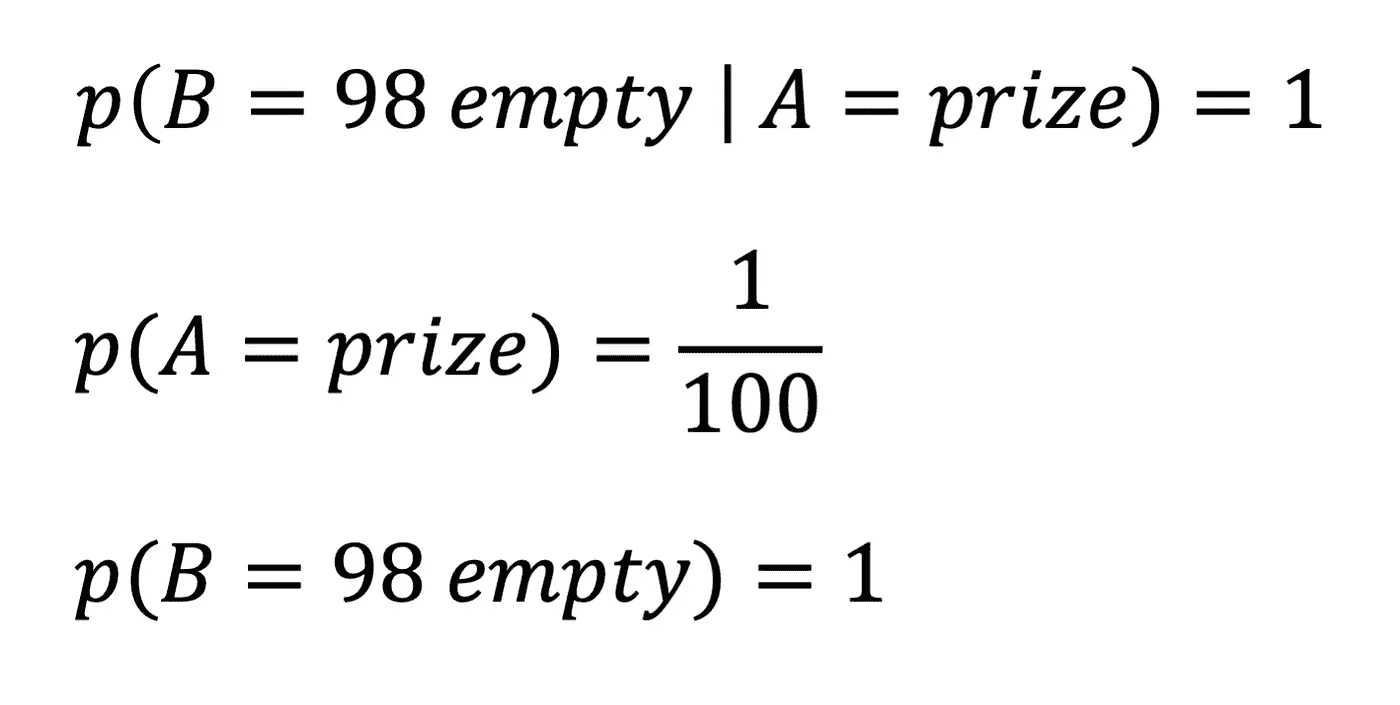 p(B = 98 empty | A = prize) = 1
p(A = prize) = 1/100
p(B = 98 empty) = 1